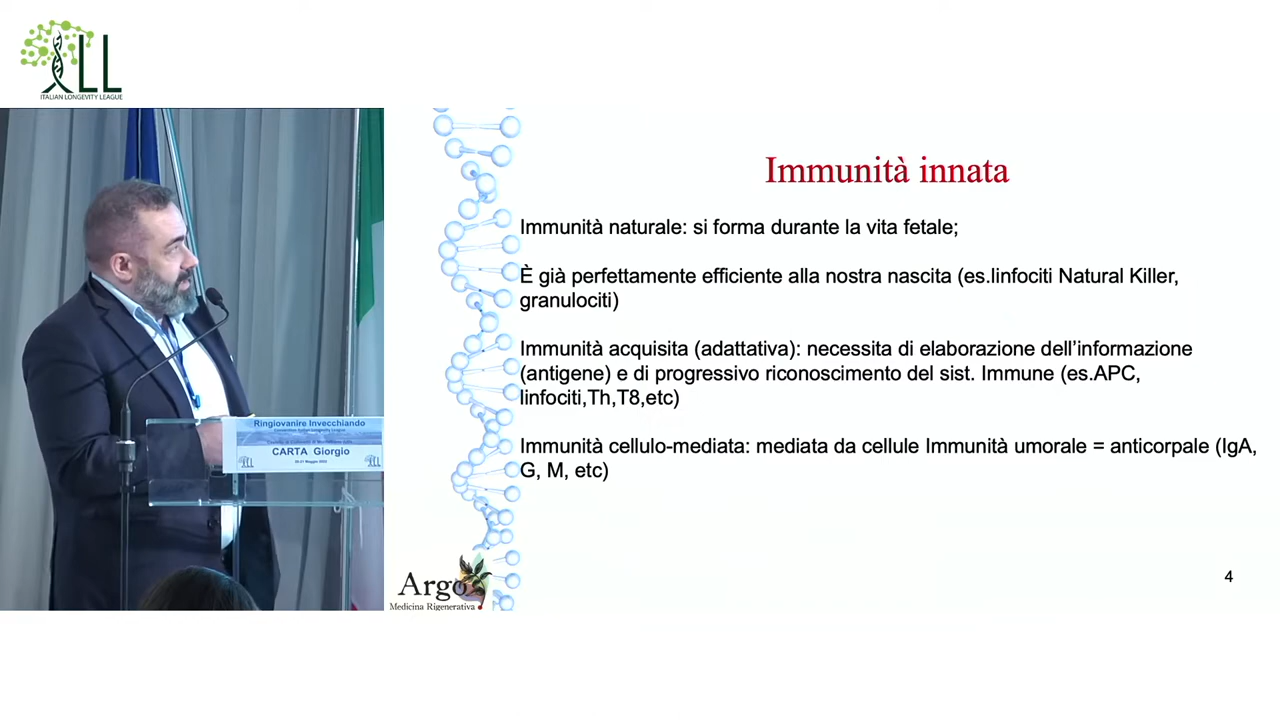 LL
ITALIAN LONGEVITY LEAGUE
Ringiovanire Invecchiando
CARTA Giorgio
Immunità innata
Immunità naturale: si forma durante la vita fetale;
È già perfettamente efficiente alla nostra nascita (es.linfociti Natural Killer,
granulociti)
Immunità acquisita (adattativa): necessita di elaborazione dell’informazione
(antigene) e di progressivo riconoscimento del sist. Immune (es.APC,
linfociti,Th,T8,etc)
Immunità cellulo-mediata: mediata da cellule Immunità umorale = anticorpale (IgA,
G, M, etc)
Argo
Medicina Rigenerativa
4